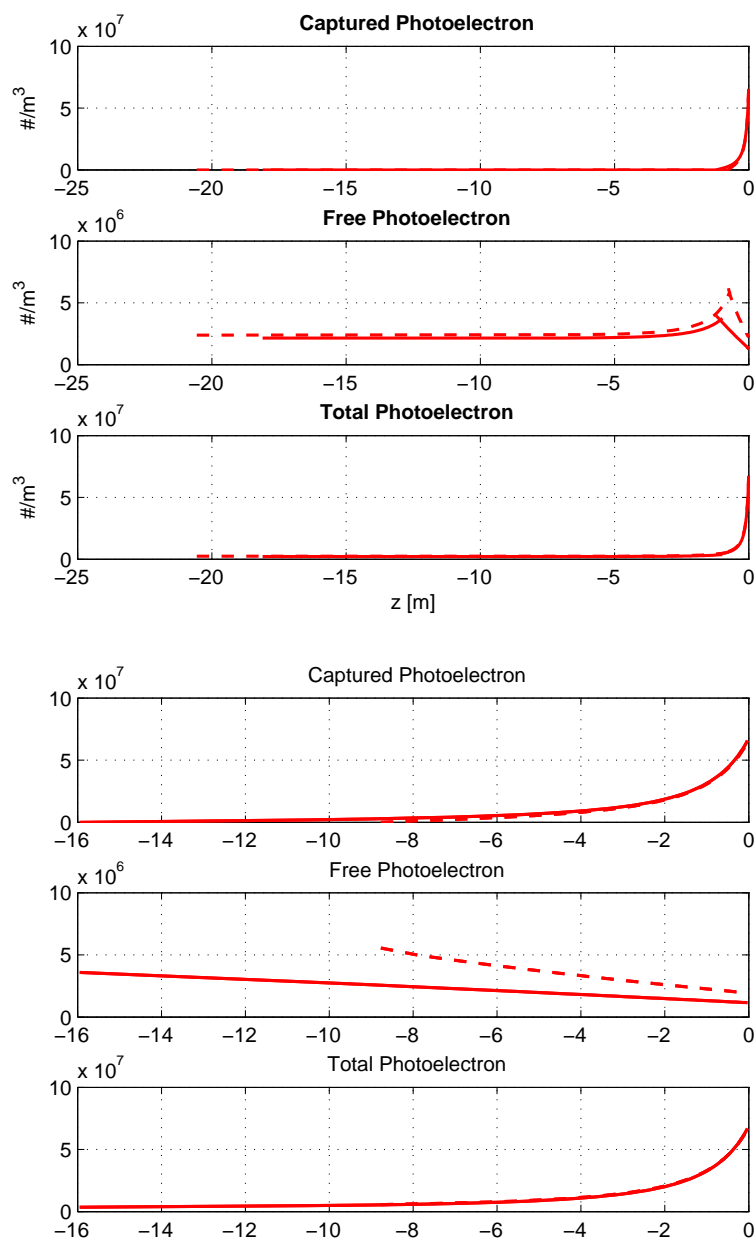 Captured Photoelectron
x 10^7
10
5
0
#/m^3
−25 −20 −15 −10 −5 0
Free Photoelectron
x 10^6
10
5
0
#/m^3
−25 −20 −15 −10 −5 0
Total Photoelectron
x 10^7
10
5
0
#/m^3
−25 −20 −15 −10 −5 0
z [m]
Captured Photoelectron
x 10^7
10
5
0
−16 −14 −12 −10 −8 −6 −4 −2 0
Free Photoelectron
x 10^6
10
5
0
−16 −14 −12 −10 −8 −6 −4 −2 0
Total Photoelectron
x 10^7
10
5
0
−16 −14 −12 −10 −8 −6 −4 −2 0